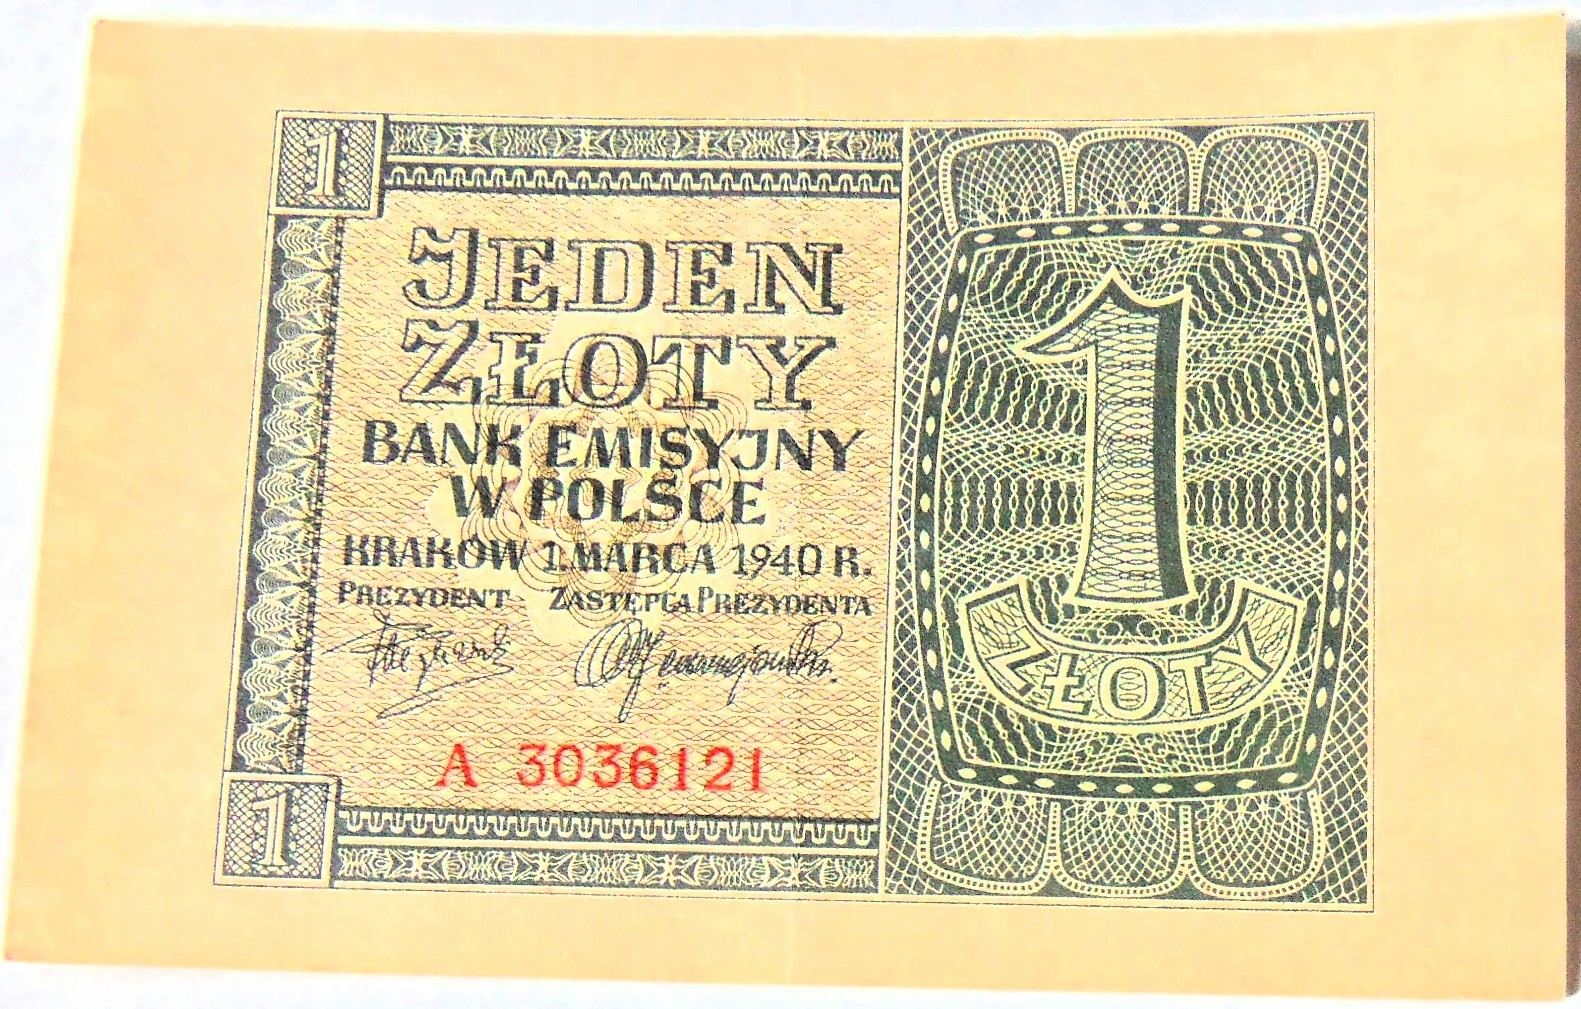 1
JEDEN
ZŁOTY
BANK EMISYJNY
W POLSCE
KRAKÓW 1. MARCA 1940 R.
PREZYDENT ZASTĘPCA PREZYDENTA
A 3036121
1
1
ZŁOTY